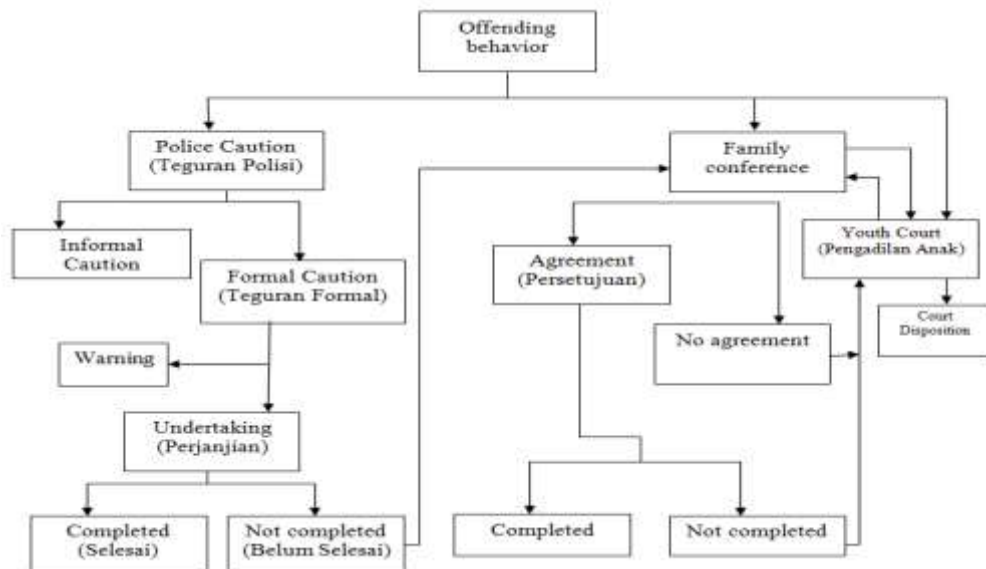 Offending
behavior
Police Caution
(Teguran Polisi)
Family
conference
Informal
Caution
Formal Caution
(Teguran Formal)
Agreement
(Persetujuan)
Youth Court
(Pengadilan Anak)
Court
Disposition
No agreement
Warning
Undertaking
(Perjanjian)
Completed
(Selesai)
Not completed
(Belum Selesai)
Completed
Not completed